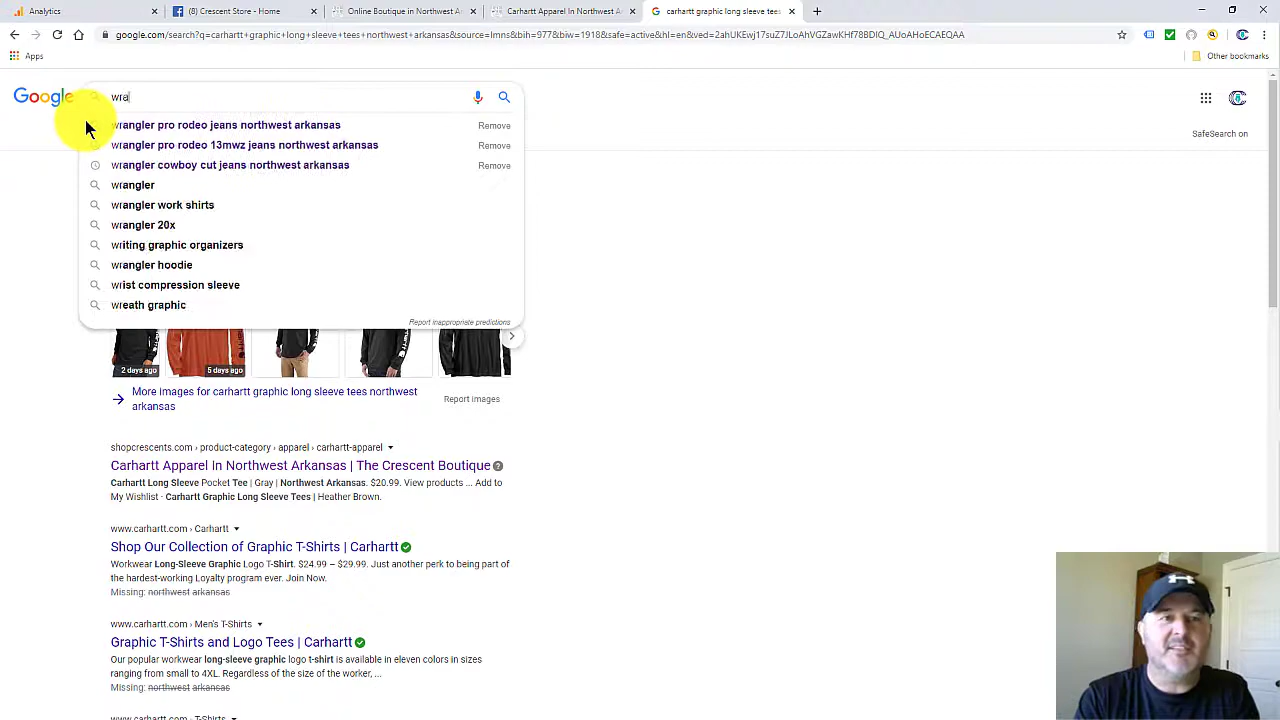 Analytics
(8) Crescent Store - Home
Online Boutique in Northwest A
Carhartt Apparel In Northwest A
carhartt graphic long sleeve tees
google.com/search?q=carhartt+graphic+long+sleeve+tees+northwest+arkansas&source=lmns&bih=977&biw=1918&safe=active&hl=en&ved=2ahUKEwj17suZ7JLoAhVGZawKHf78BDIQ_AUoAHoECAEQAA
Apps
Other bookmarks
Google
wra
wrangler pro rodeo jeans northwest arkansas
Remove
wrangler pro rodeo 13mwz jeans northwest arkansas
Remove
wrangler cowboy cut jeans northwest arkansas
Remove
wrangler
wrangler work shirts
wrangler 20x
writing graphic organizers
wrangler hoodie
wrist compression sleeve
wreath graphic
Report inappropriate predictions
SafeSearch on
2 days ago
5 days ago
More images for carhartt graphic long sleeve tees northwest
arkansas
Report images
shopcrescents.com › product-category › apparel › carhartt-apparel
Carhartt Apparel In Northwest Arkansas | The Crescent Boutique
Carhartt Long Sleeve Pocket Tee | Gray | Northwest Arkansas. $20.99. View products ... Add to
My Wishlist · Carhartt Graphic Long Sleeve Tees | Heather Brown.
www.carhartt.com › Carhartt
Shop Our Collection of Graphic T-Shirts | Carhartt
Workwear Long-Sleeve Graphic Logo T-Shirt. $24.99 – $29.99. Just another perk to being part of
the hardest-working Loyalty program ever. Join Now.
Missing: northwest arkansas
www.carhartt.com › Men's T-Shirts
Graphic T-Shirts and Logo Tees | Carhartt
Our popular workwear long-sleeve graphic logo t-shirt is available in eleven colors in sizes
ranging from small to 4XL. Regardless of the size of the worker, ...
Missing: northwest arkansas
www.carhartt.com › T-Shirts